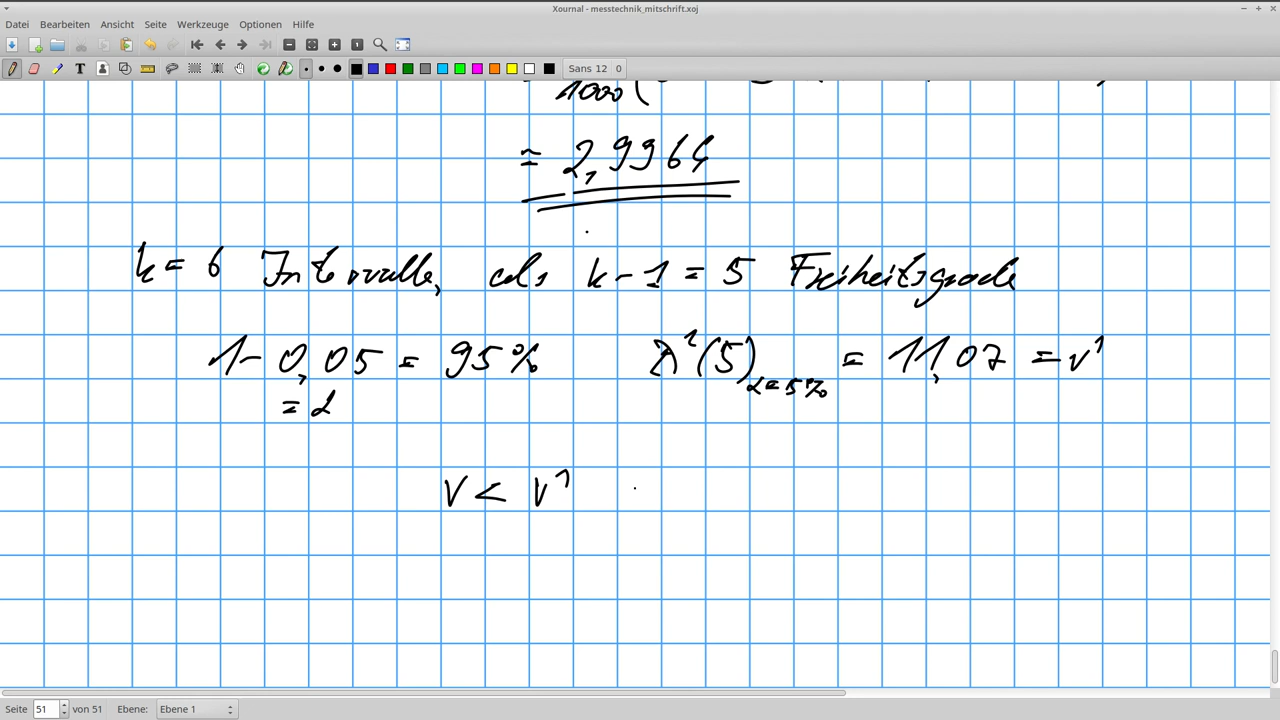 Xournal - messtechnik_mitschrift.xoj
Datei Bearbeiten Ansicht Seite Werkzeuge Optionen Hilfe
Sans 12 0
1000 (
= 2,9964
k = 6 Intervalle, also k - 1 = 5 Freiheitsgrade
1 - 0,05 = 95% χ²(5) α=5% = 11,07 = v'
= α
v < v'
Seite 51 von 51 Ebene: Ebene 1